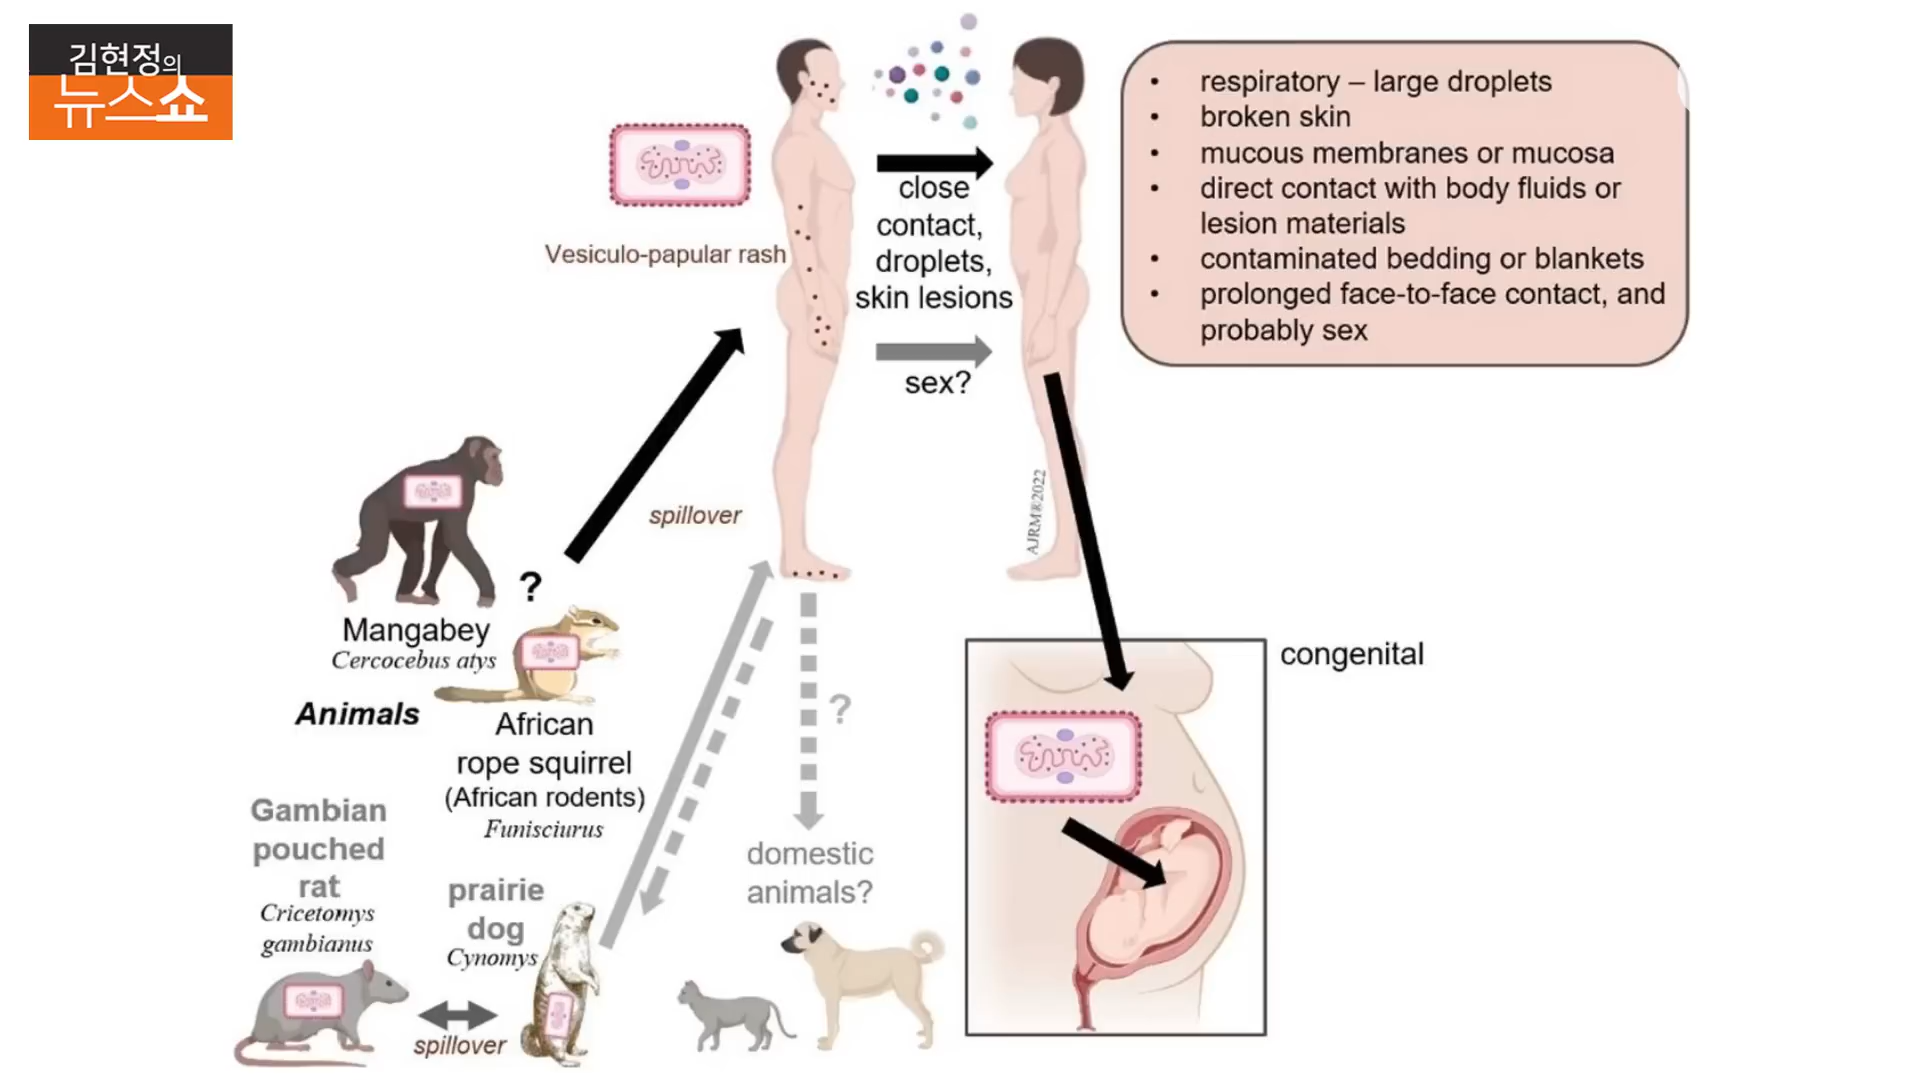 김현정의
뉴스쇼
respiratory – large droplets
broken skin
mucous membranes or mucosa
direct contact with body fluids or
lesion materials
contaminated bedding or blankets
prolonged face-to-face contact, and
probably sex
close
contact,
droplets,
skin lesions
sex?
Vesiculo-papular rash
spillover
AJRM®2022
?
Mangabey
Cercocebus atys
Animals
African
rope squirrel
(African rodents)
Funisciurus
Gambian
pouched
rat
Cricetomys
gambianus
prairie
dog
Cynomys
spillover
?
domestic
animals?
congenital